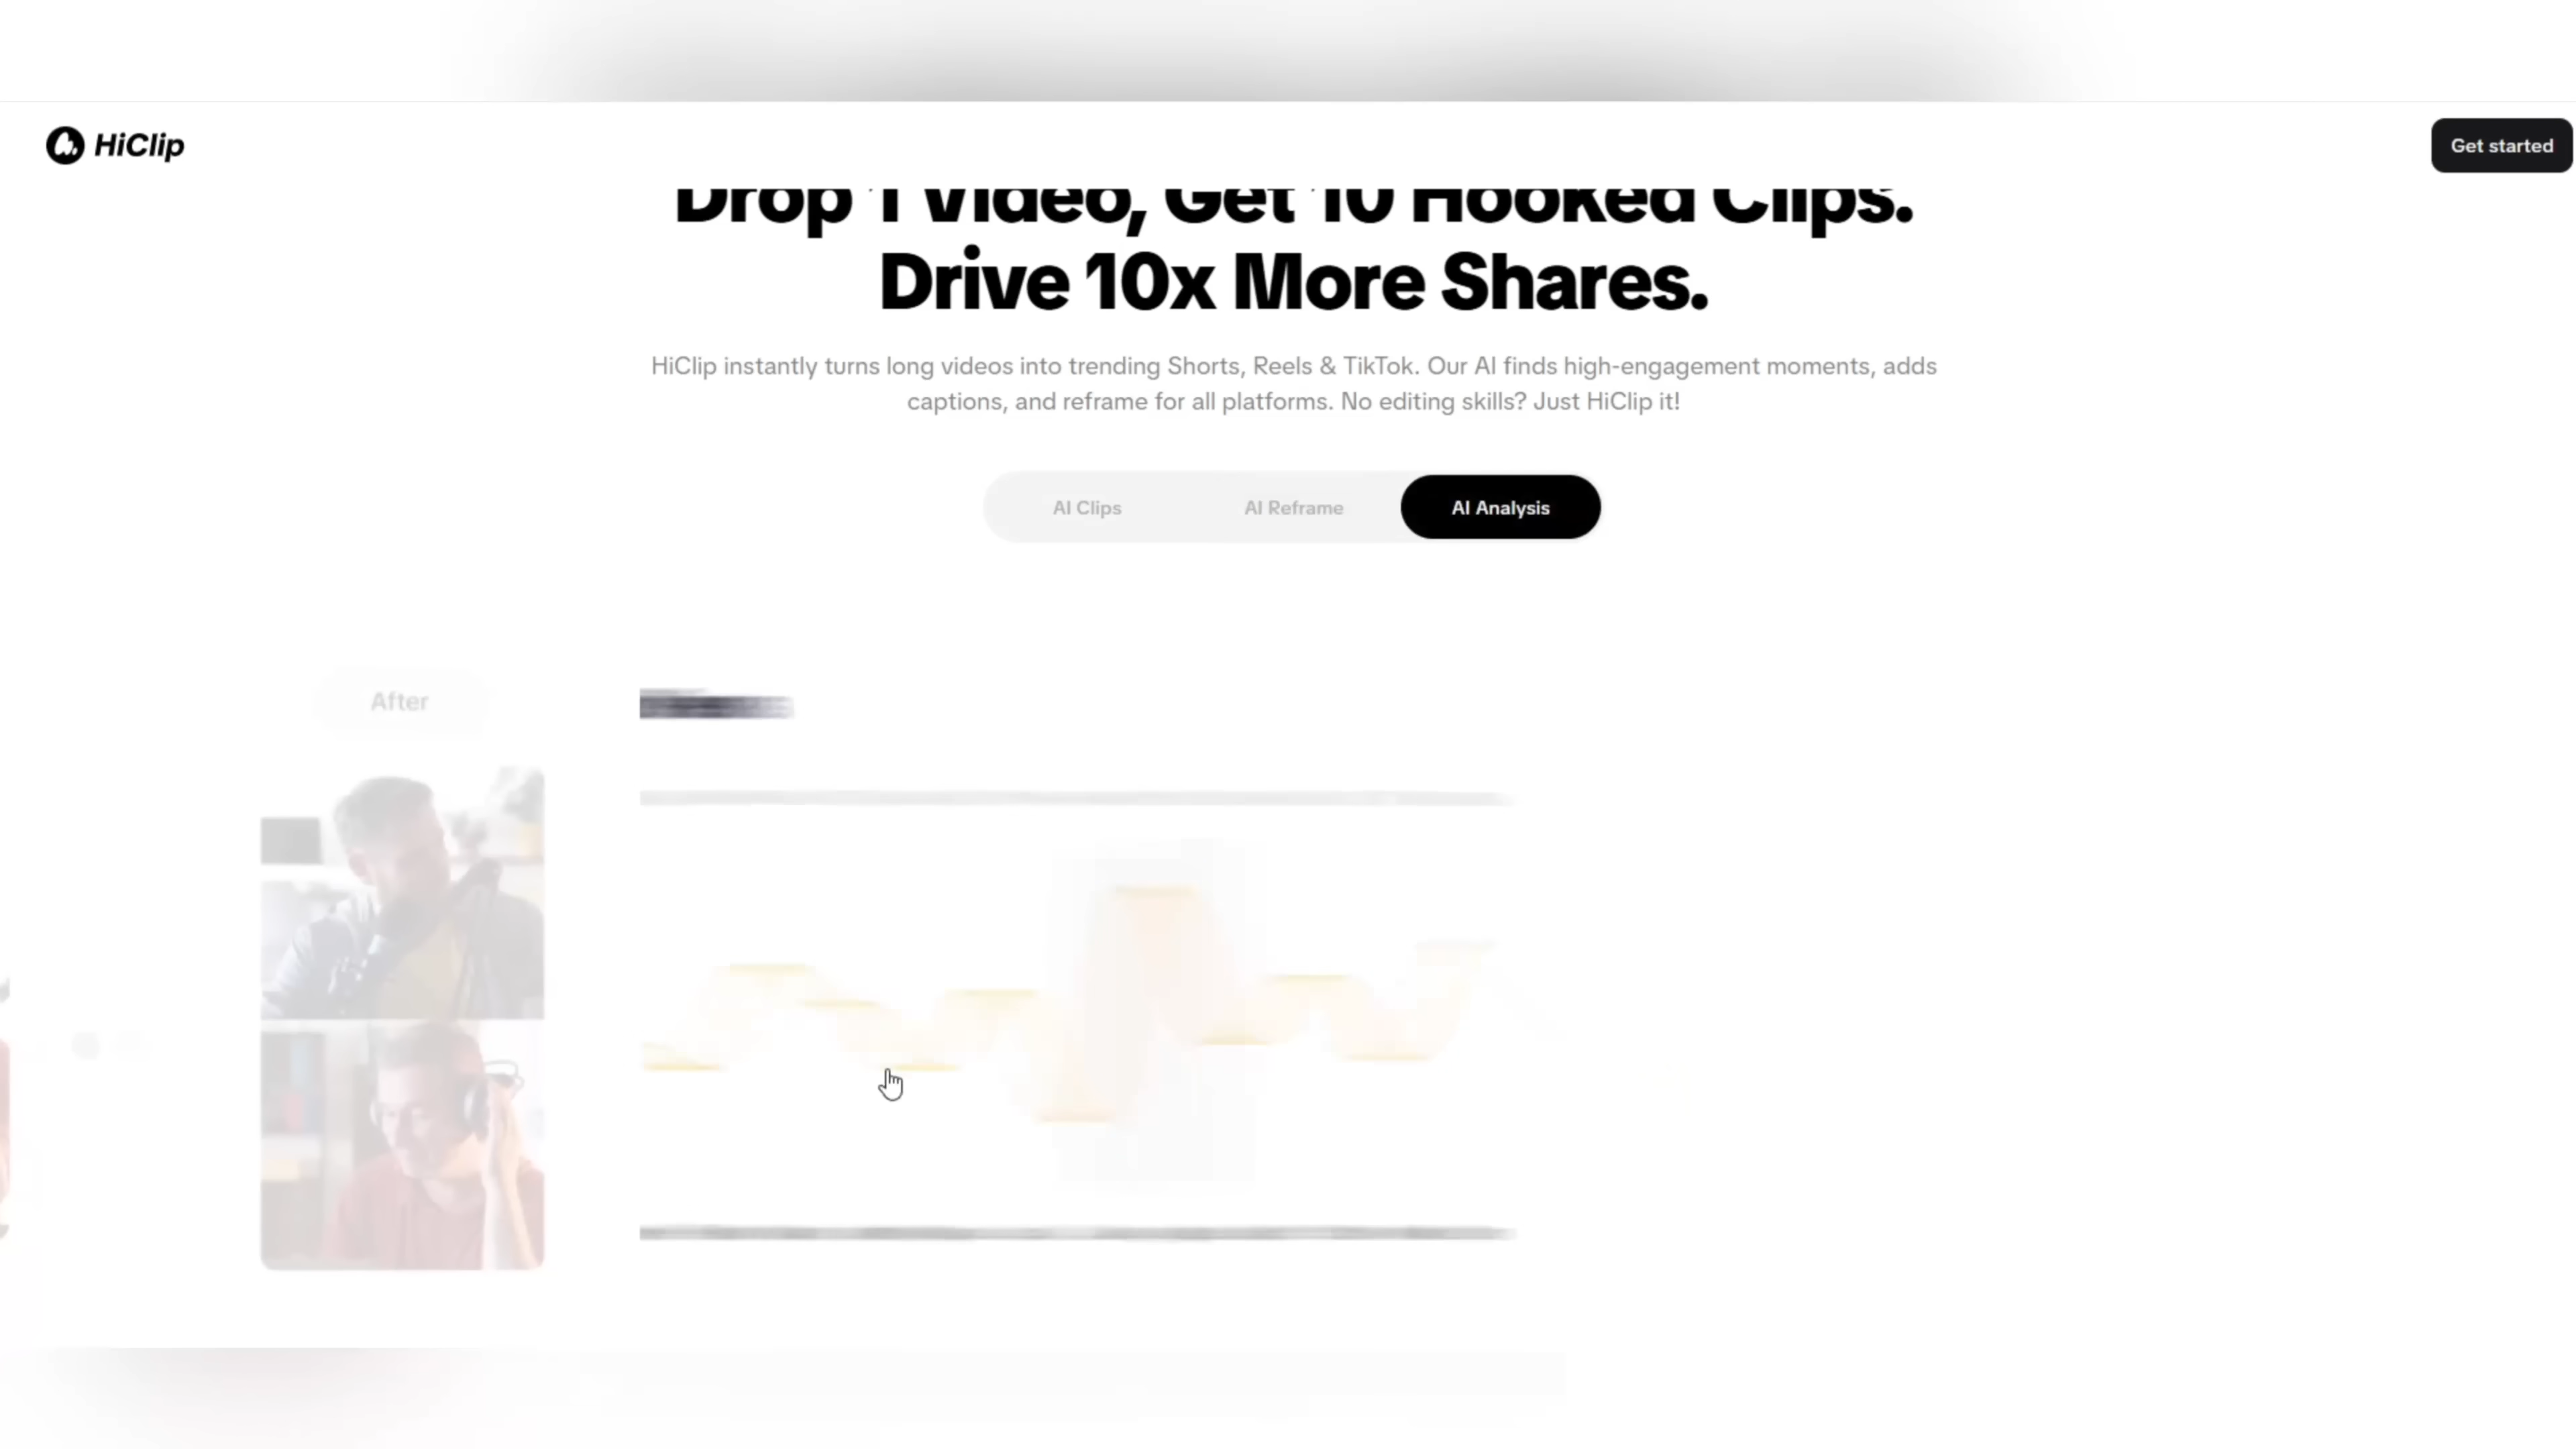 HiClip
Get started
Drop 1 Video, Get 10 Hooked Clips.
Drive 10x More Shares.
HiClip instantly turns long videos into trending Shorts, Reels & TikTok. Our AI finds high-engagement moments, adds
captions, and reframe for all platforms. No editing skills? Just HiClip it!
AI Clips
AI Reframe
AI Analysis
After